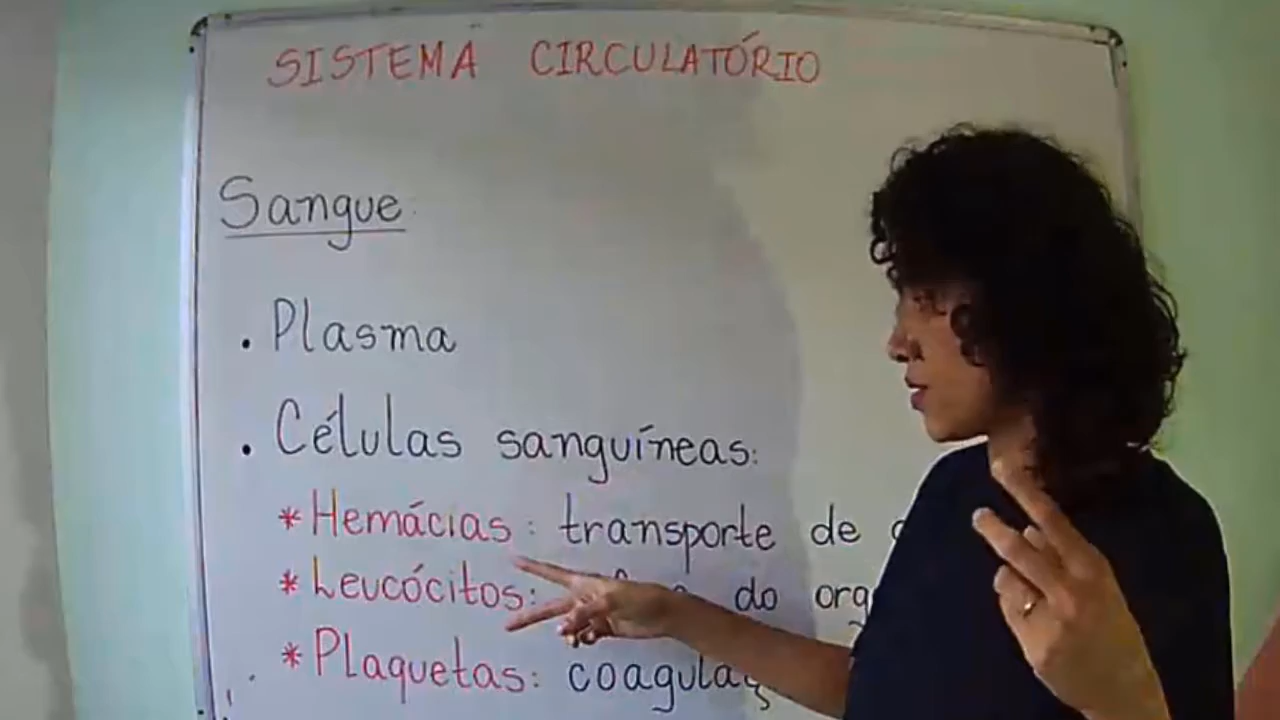 SISTEMA CIRCULATÓRIO
Sangue
. Plasma
. Células sanguíneas:
* Hemácias: transporte de
* Leucócitos: do
* Plaquetas: